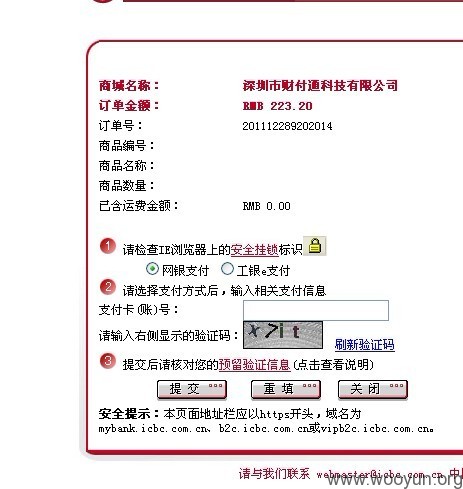 商城名称： 深圳市财付通科技有限公司
订单金额： RMB 223.20
订单号： 201112289202014
商品编号：
商品名称：
商品数量：
已含运费金额： RMB 0.00
1 请检查IE浏览器上的安全挂锁标识
网银支付 工银e支付
2 请选择支付方式后，输入相关支付信息
支付卡(账)号：
请输入右侧显示的验证码： x7it 刷新验证码
3 提交后请核对您的预留验证信息(点击查看说明)
提 交 重 填 关 闭
安全提示：本页面地址栏应以https开头，域名为
mybank.icbc.com.cn、b2c.icbc.com.cn或vipb2c.icbc.com.cn。
请与我们联系 webmaster@icbc.com.cn 中
www.wooyun.org